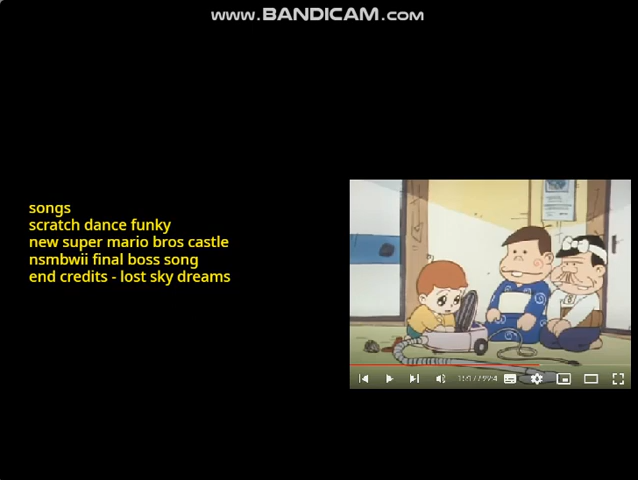 www.BANDICAM.com
songs
scratch dance funky
new super mario bros castle
nsmbwii final boss song
end credits - lost sky dreams